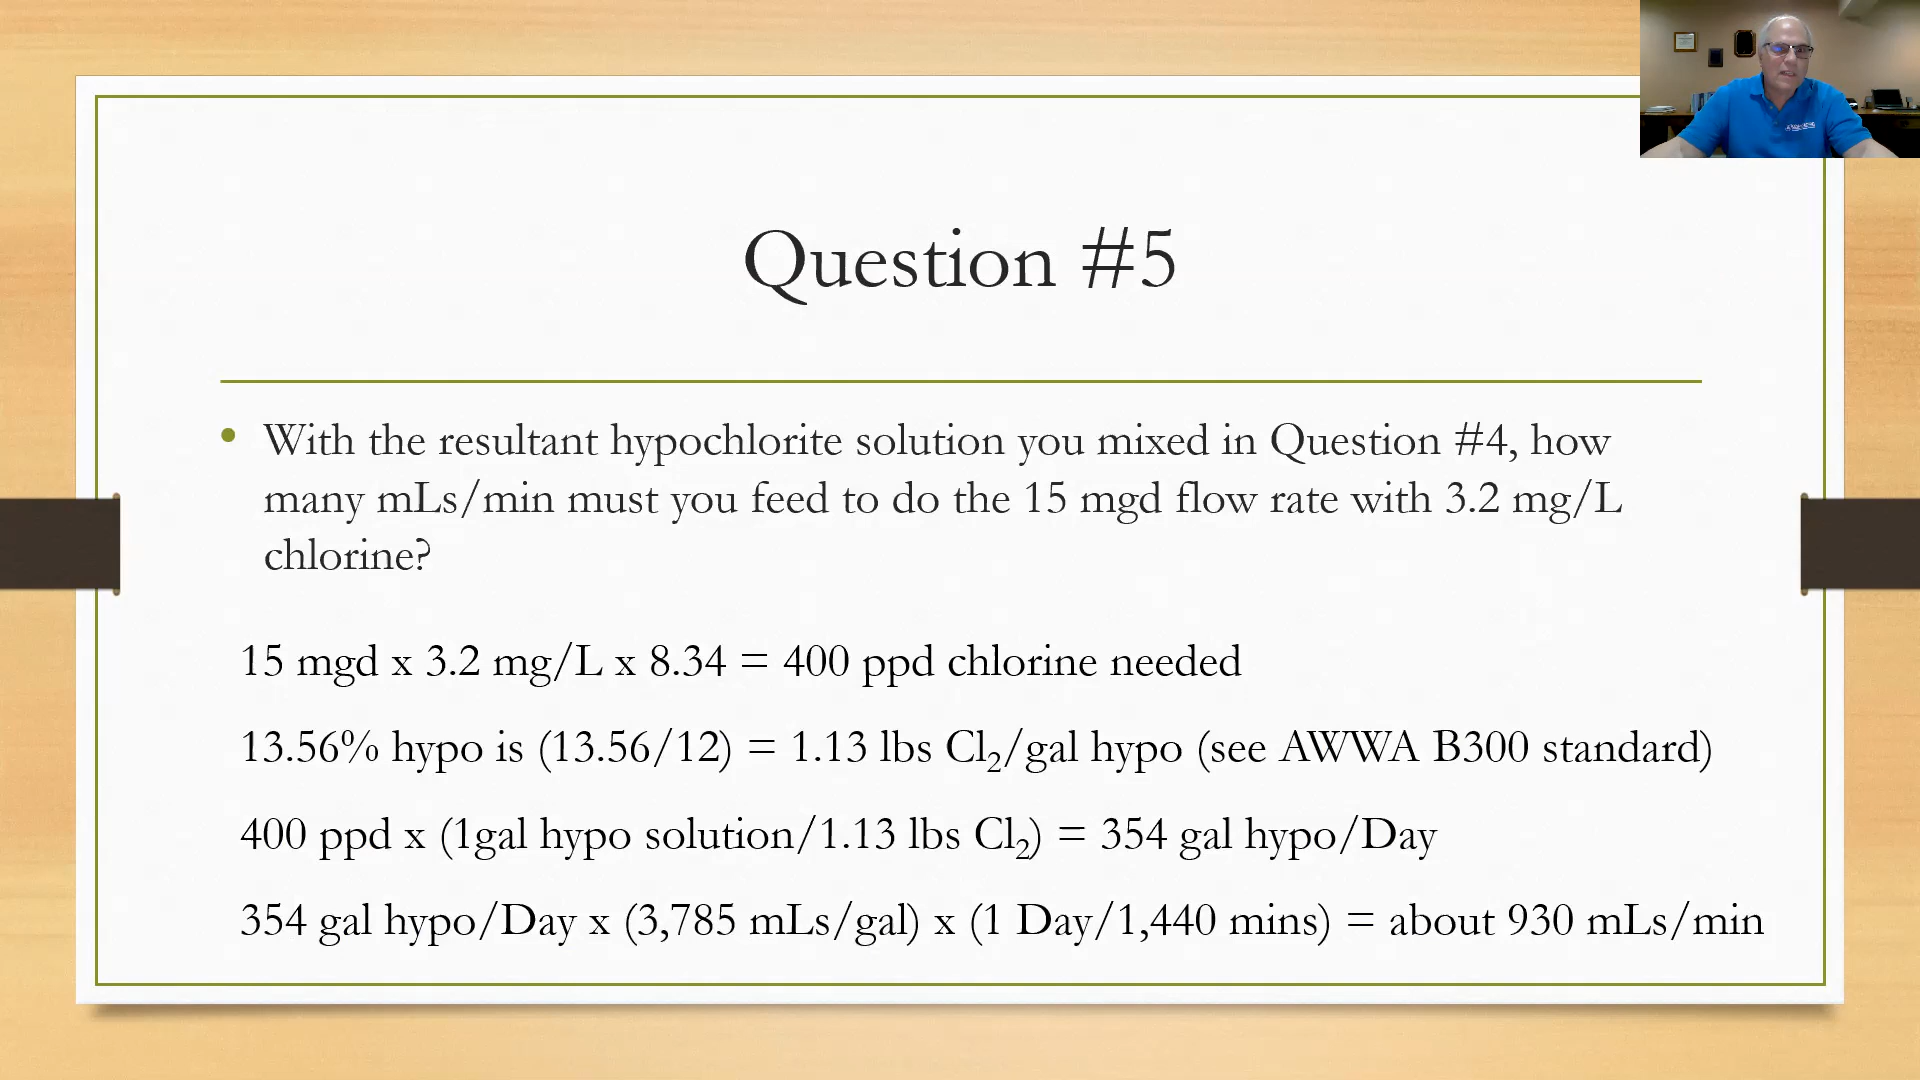 Question #5
• With the resultant hypochlorite solution you mixed in Question #4, how
many mLs/min must you feed to do the 15 mgd flow rate with 3.2 mg/L
chlorine?
15 mgd x 3.2 mg/L x 8.34 = 400 ppd chlorine needed
13.56% hypo is (13.56/12) = 1.13 lbs Cl₂/gal hypo (see AWWA B300 standard)
400 ppd x (1gal hypo solution/1.13 lbs Cl₂) = 354 gal hypo/Day
354 gal hypo/Day x (3,785 mLs/gal) x (1 Day/1,440 mins) = about 930 mLs/min